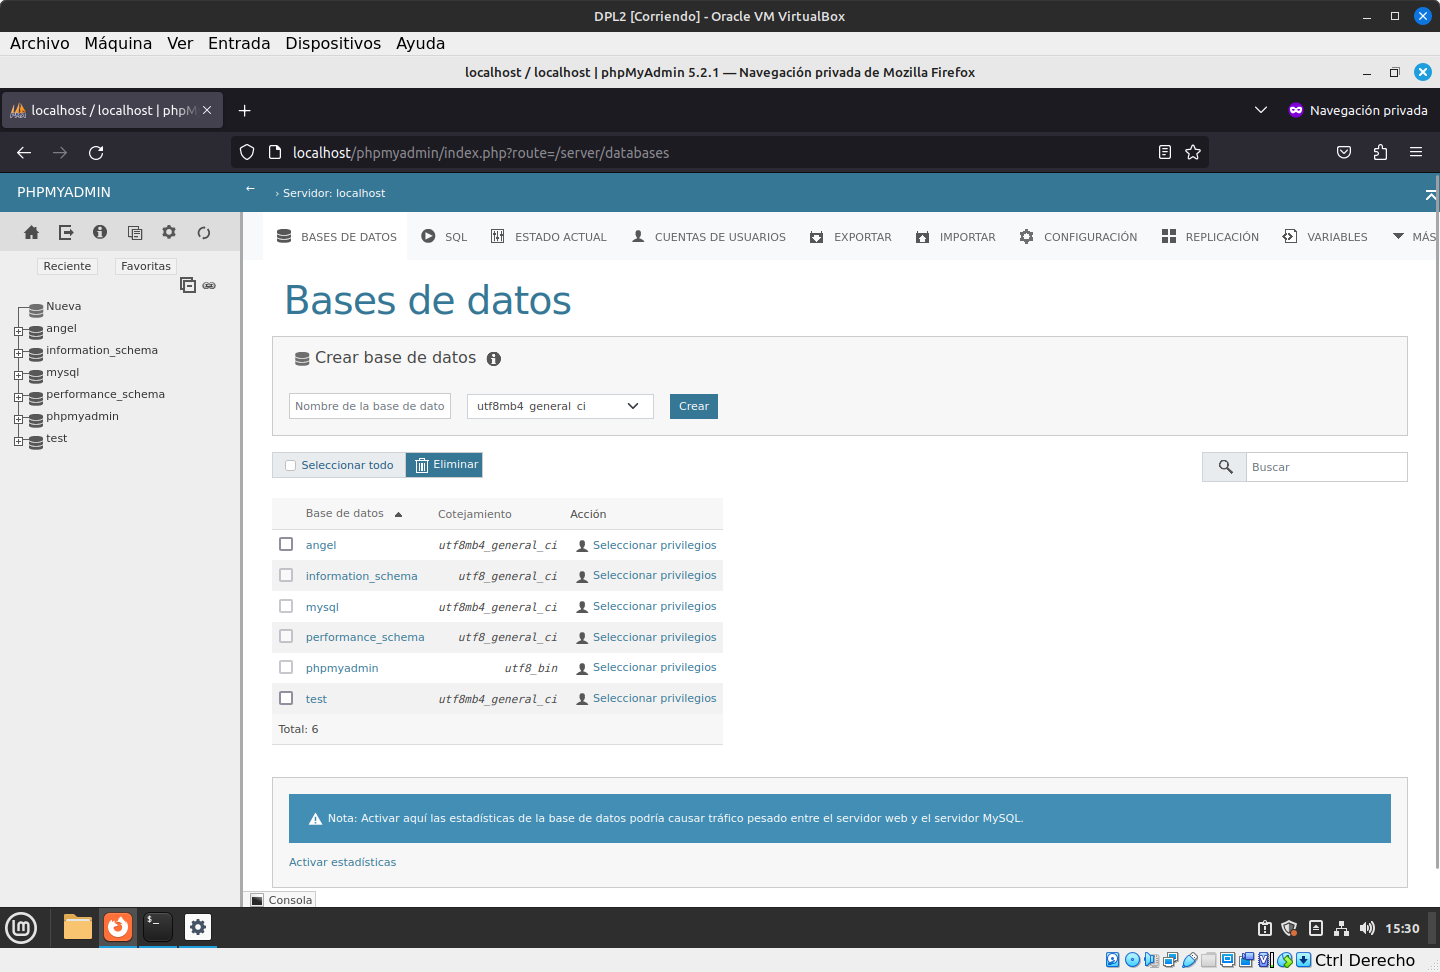 DPL2 [Corriendo] - Oracle VM VirtualBox
Archivo Máquina Ver Entrada Dispositivos Ayuda
localhost / localhost | phpMyAdmin 5.2.1 — Navegación privada de Mozilla Firefox
localhost / localhost | phpM
Navegación privada
localhost/phpmyadmin/index.php?route=/server/databases
PHPMYADMIN
Servidor: localhost
BASES DE DATOS SQL ESTADO ACTUAL CUENTAS DE USUARIOS EXPORTAR IMPORTAR CONFIGURACIÓN REPLICACIÓN VARIABLES MÁS
Reciente Favoritas
Nueva
angel
information_schema
mysql
performance_schema
phpmyadmin
test
Bases de datos
Crear base de datos
Nombre de la base de dato
utf8mb4_general_ci
Crear
Seleccionar todo Eliminar
Buscar
Base de datos Cotejamiento Acción
angel utf8mb4_general_ci Seleccionar privilegios
information_schema utf8_general_ci Seleccionar privilegios
mysql utf8mb4_general_ci Seleccionar privilegios
performance_schema utf8_general_ci Seleccionar privilegios
phpmyadmin utf8_bin Seleccionar privilegios
test utf8mb4_general_ci Seleccionar privilegios
Total: 6
Nota: Activar aquí las estadísticas de la base de datos podría causar tráfico pesado entre el servidor web y el servidor MySQL.
Activar estadísticas
Consola
15:30
Ctrl Derecho